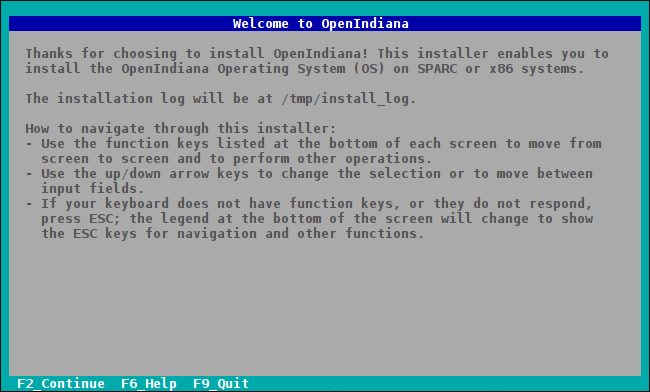 Welcome to OpenIndiana
Thanks for choosing to install OpenIndiana! This installer enables you to
install the OpenIndiana Operating System (OS) on SPARC or x86 systems.
The installation log will be at /tmp/install_log.
How to navigate through this installer:
- Use the function keys listed at the bottom of each screen to move from
screen to screen and to perform other operations.
- Use the up/down arrow keys to change the selection or to move between
input fields.
- If your keyboard does not have function keys, or they do not respond,
press ESC; the legend at the bottom of the screen will change to show
the ESC keys for navigation and other functions.
F2_Continue F6_Help F9_Quit